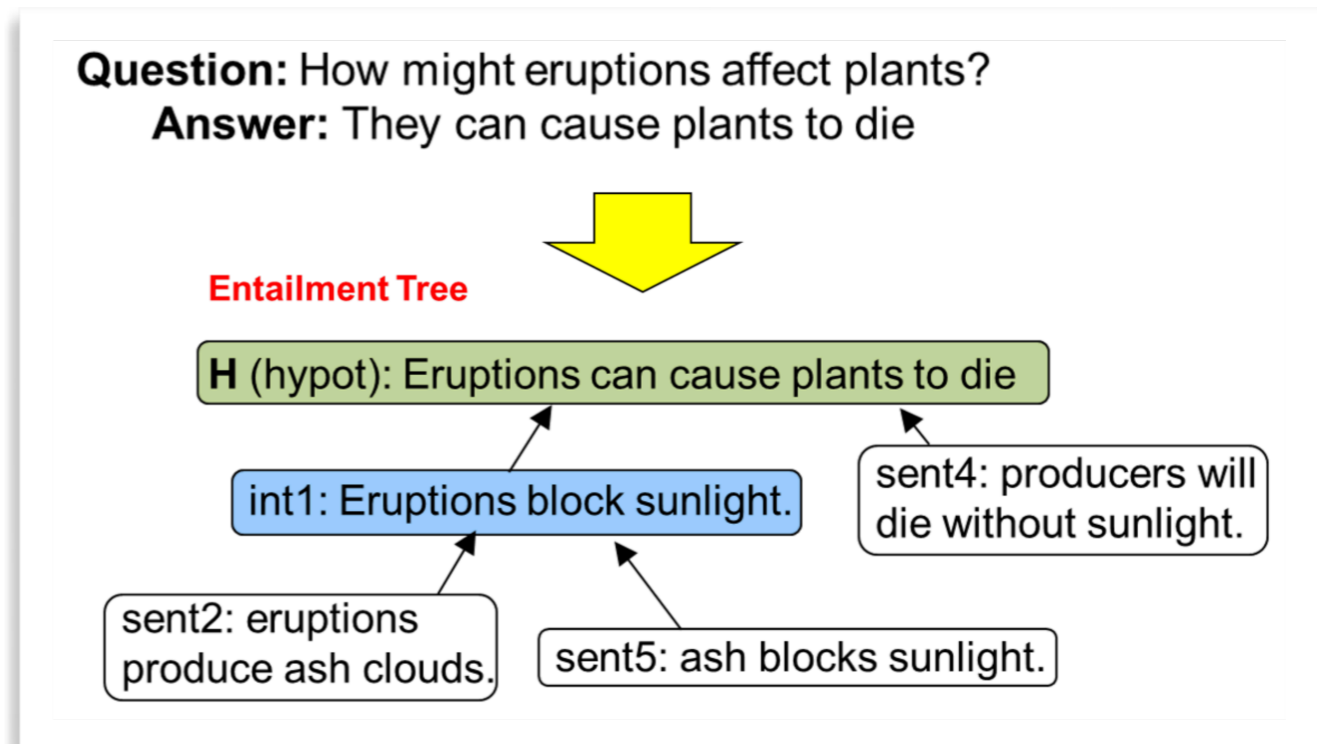 Question: How might eruptions affect plants?
Answer: They can cause plants to die
Entailment Tree
H (hypot): Eruptions can cause plants to die
int1: Eruptions block sunlight.
sent4: producers will
die without sunlight.
sent2: eruptions
produce ash clouds.
sent5: ash blocks sunlight.